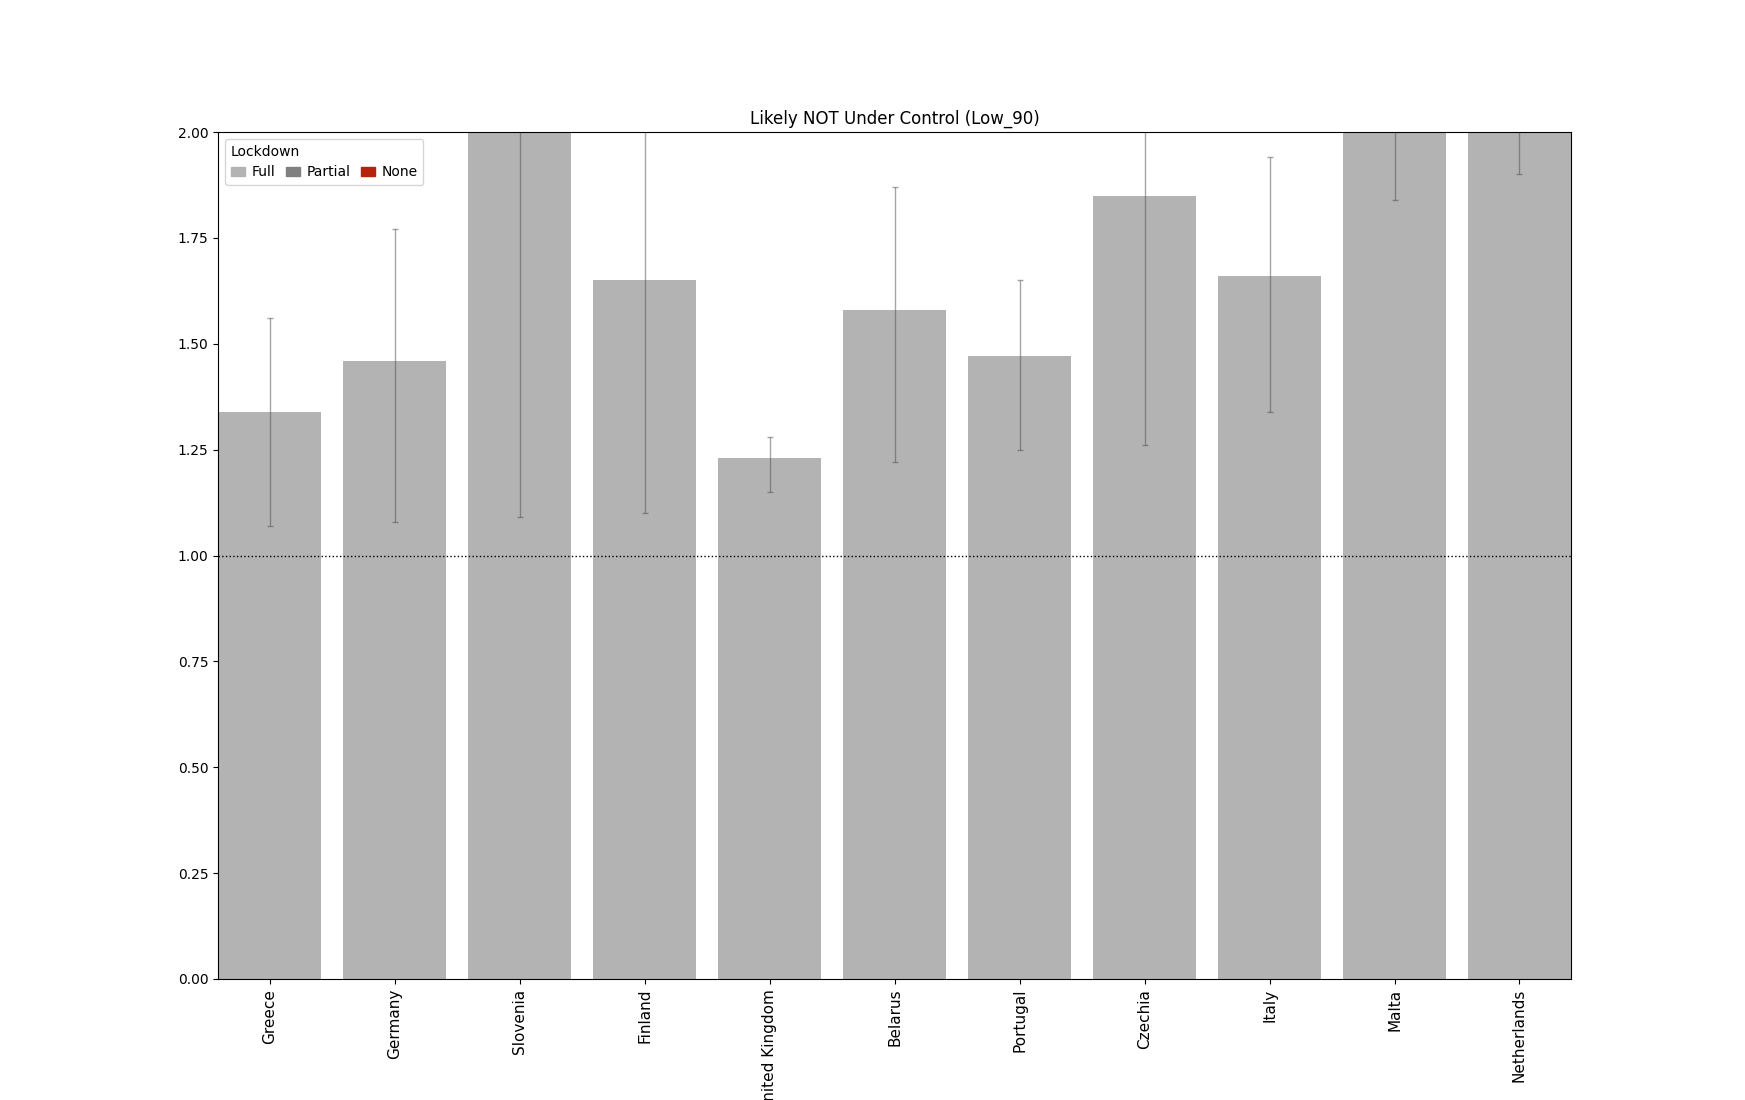 Likely NOT Under Control (Low_90)
Lockdown
Full Partial None
2.00
1.75
1.50
1.25
1.00
0.75
0.50
0.25
0.00
Greece
Germany
Slovenia
Finland
nited Kingdom
Belarus
Portugal
Czechia
Italy
Malta
Netherlands